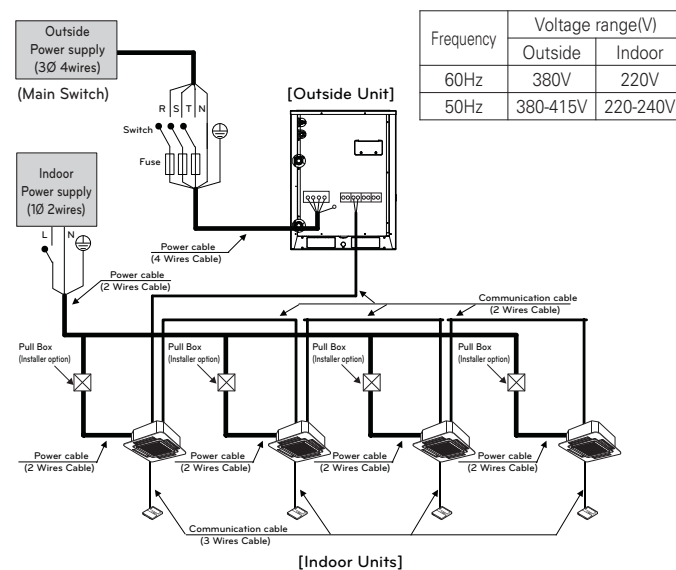 Outside
Power supply
(3Ø 4wires)
(Main Switch)
R S T N
Switch
Fuse
[Outside Unit]
Frequency
Voltage range(V)
Outside
Indoor
60Hz
380V
220V
50Hz
380-415V
220-240V
Indoor
Power supply
(1Ø 2wires)
L N
Power cable
(4 Wires Cable)
Power cable
(2 Wires Cable)
Communication cable
(2 Wires Cable)
Pull Box
(Installer option)
Pull Box
(Installer option)
Pull Box
(Installer option)
Pull Box
(Installer option)
Power cable
(2 Wires Cable)
Power cable
(2 Wires Cable)
Power cable
(2 Wires Cable)
Power cable
(2 Wires Cable)
Communication cable
(3 Wires Cable)
[Indoor Units]